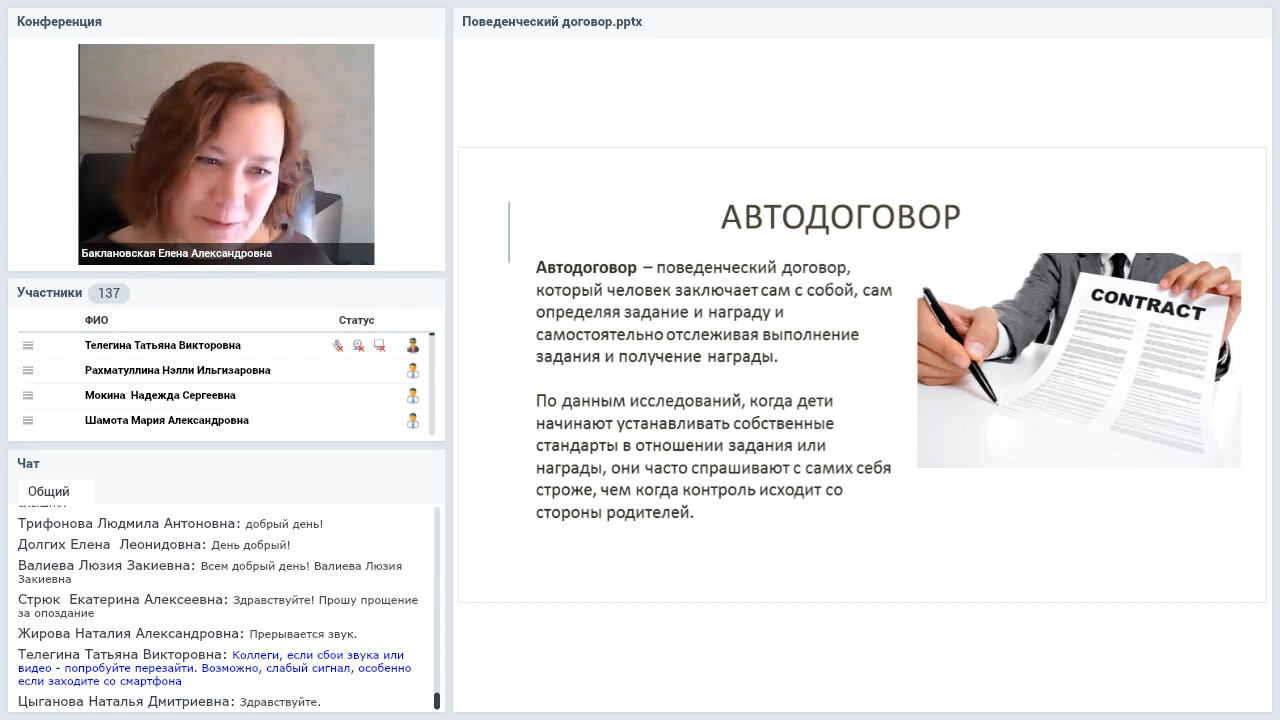 Конференция
Баклановская Елена Александровна
Участники 137
ФИО Статус
Телегина Татьяна Викторовна
Рахматуллина Нэлли Ильгизаровна
Мокина Надежда Сергеевна
Шамота Мария Александровна
Чат
Общий
Трифонова Людмила Антоновна: добрый день!
Долгих Елена Леонидовна: День добрый!
Валиева Люзия Закиевна: Всем добрый день! Валиева Люзия
Закиевна
Стрюк Екатерина Алексеевна: Здравствуйте! Прошу прощение
за опоздание
Жирова Наталия Александровна: Прерывается звук.
Телегина Татьяна Викторовна: Коллеги, если сбои звука или
видео - попробуйте перезайти. Возможно, слабый сигнал, особенно
если заходите со смартфона
Цыганова Наталья Дмитриевна: Здравствуйте.
Поведенческий договор.pptx
АВТОДОГОВОР
Автодоговор – поведенческий договор,
который человек заключает сам с собой, сам
определяя задание и награду и
самостоятельно отслеживая выполнение
задания и получение награды.
По данным исследований, когда дети
начинают устанавливать собственные
стандарты в отношении задания или
награды, они часто спрашивают с самих себя
строже, чем когда контроль исходит со
стороны родителей.
CONTRACT